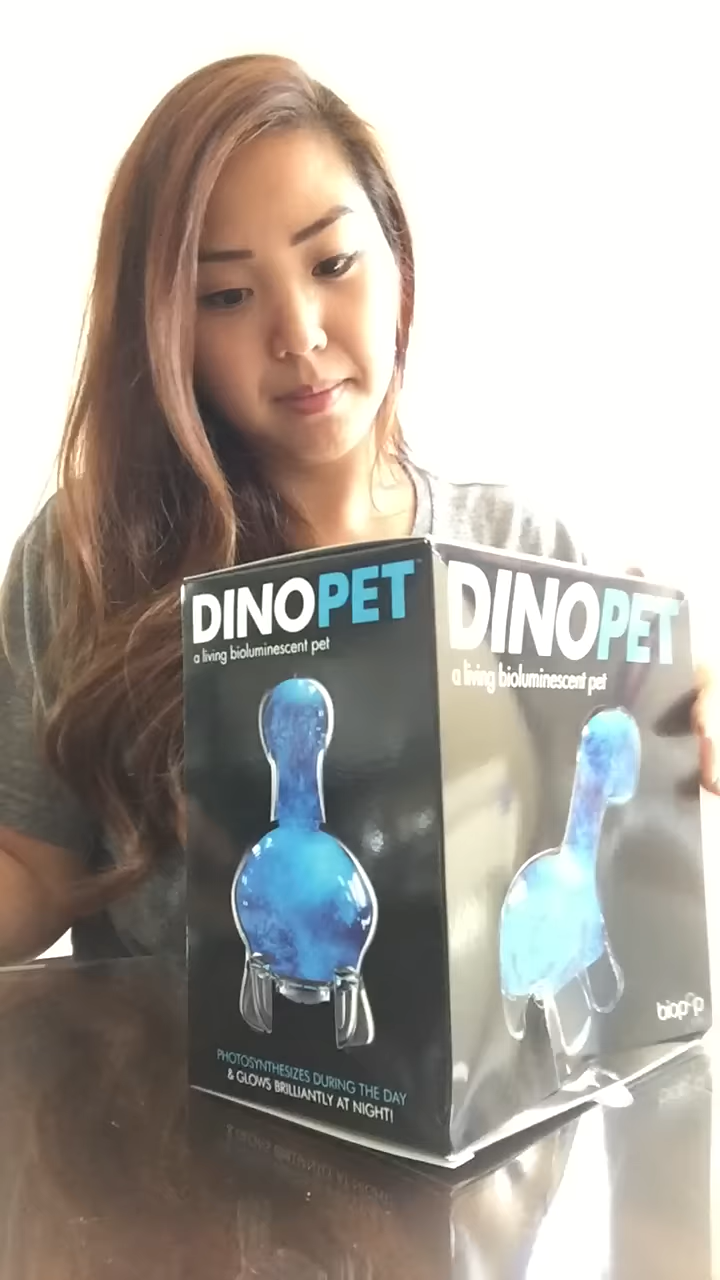 DINOPET
a living bioluminescent pet
PHOTOSYNTHESIZES DURING THE DAY
& GLOWS BRILLIANTLY AT NIGHT!
DINOPET
a living bioluminescent pet
biopop